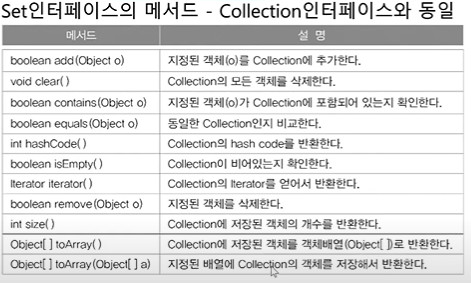 Set인터페이스의 메서드 - Collection인터페이스와 동일
메서드 설 명
boolean add(Object o) 지정된 객체(o)를 Collection에 추가한다.
void clear( ) Collection의 모든 객체를 삭제한다.
boolean contains(Object o) 지정된 객체(o)가 Collection에 포함되어 있는지 확인한다.
boolean equals(Object o) 동일한 Collection인지 비교한다.
int hashCode( ) Collection의 hash code를 반환한다.
boolean isEmpty( ) Collection이 비어있는지 확인한다.
Iterator iterator( ) Collection의 Iterator를 얻어서 반환한다.
boolean remove(Object o) 지정된 객체를 삭제한다.
int size( ) Collection에 저장된 객체의 개수를 반환한다.
Object[ ] toArray( ) Collection에 저장된 객체를 객체배열(Object[ ])로 반환한다.
Object[ ] toArray(Object[ ] a) 지정된 배열에 Collection의 객체를 저장해서 반환한다.